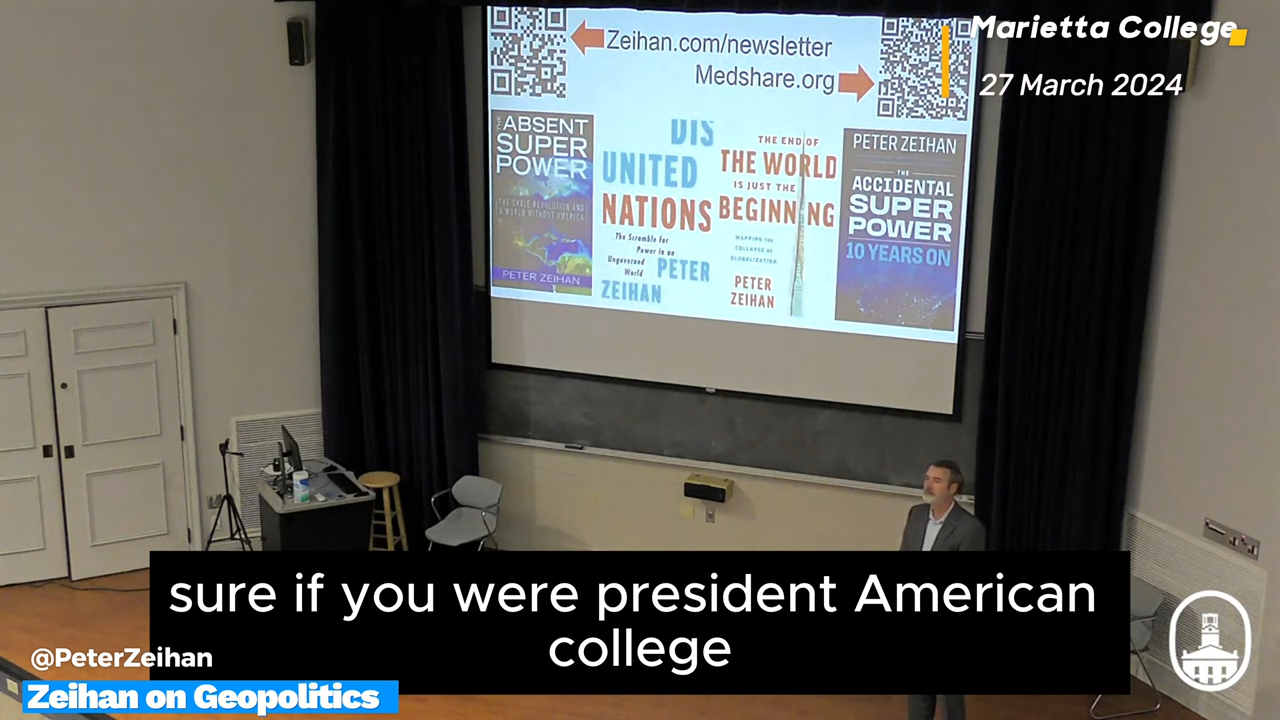 Marietta College
27 March 2024
Zeihan.com/newsletter
Medshare.org
THE
ABSENT
SUPER
POWER
THE SHALE REVOLUTION AND
A WORLD WITHOUT AMERICA
PETER ZEIHAN
DIS
UNITED
NATIONS
The Scramble for
Power in an
Ungoverned
World
PETER
ZEIHAN
THE END OF
THE WORLD
IS JUST THE
BEGINNING
MAPPING THE
COLLAPSE OF
GLOBALIZATION
PETER
ZEIHAN
PETER ZEIHAN
THE
ACCIDENTAL
SUPER
POWER
10 YEARS ON
sure if you were president American
college
@PeterZeihan
Zeihan on Geopolitics